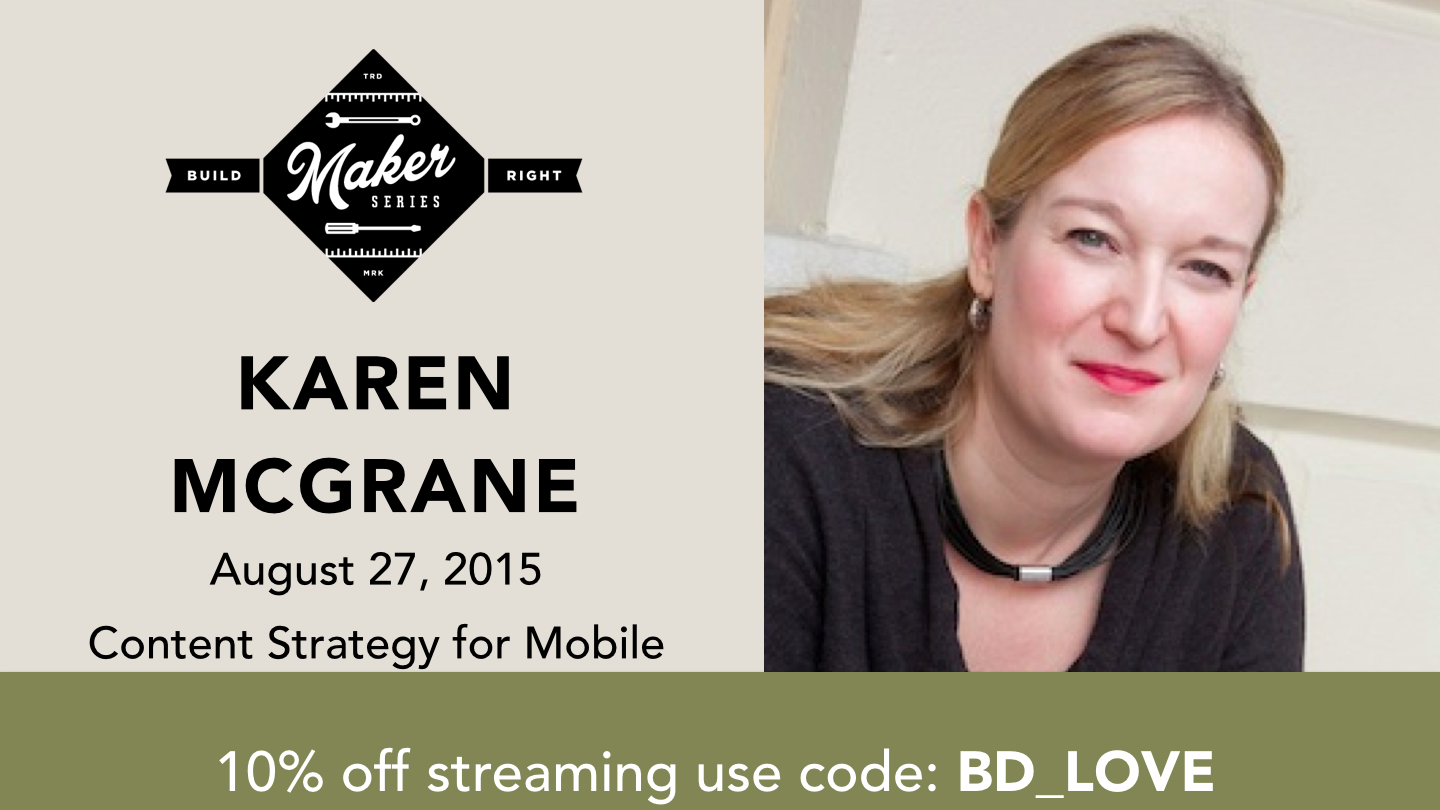 TRD
BUILD
Maker
SERIES
RIGHT
MRK
KAREN
MCGRANE
August 27, 2015
Content Strategy for Mobile
10% off streaming use code: BD_LOVE